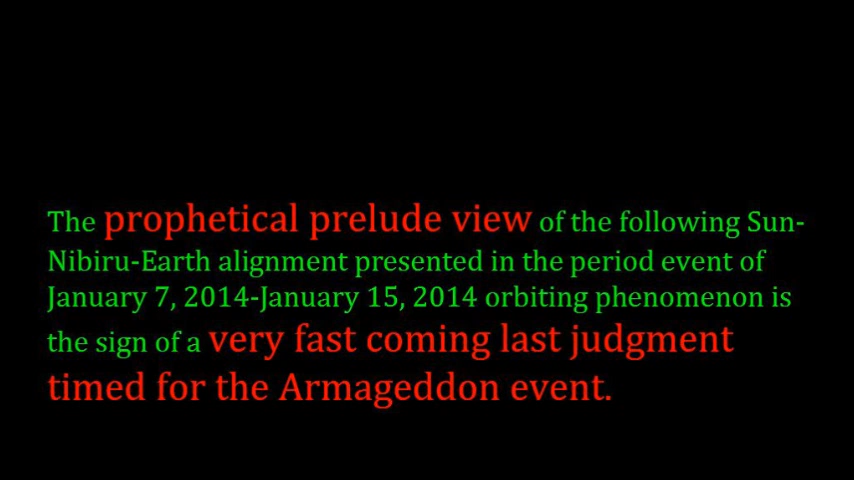 The prophetical prelude view of the following Sun-
Nibiru-Earth alignment presented in the period event of
January 7, 2014-January 15, 2014 orbiting phenomenon is
the sign of a very fast coming last judgment
timed for the Armageddon event.